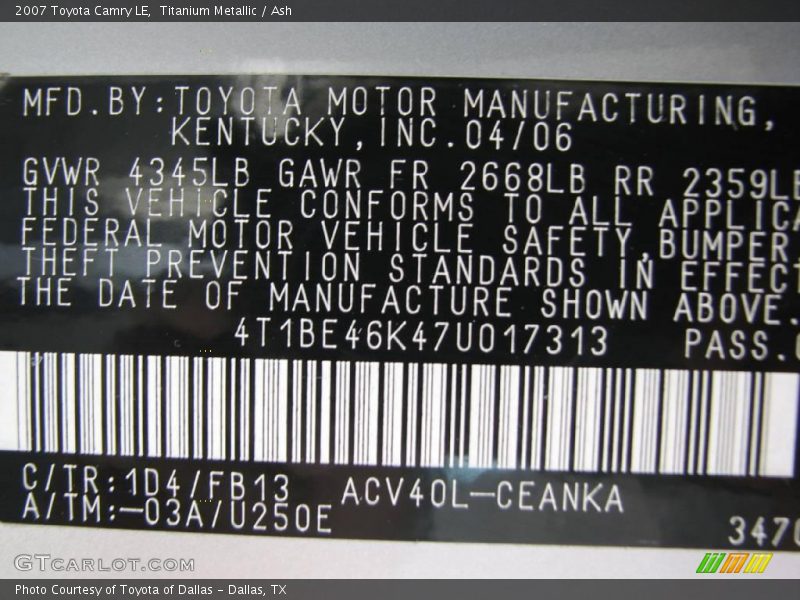 2007 Toyota Camry LE, Titanium Metallic / Ash
MFD.BY:TOYOTA MOTOR MANUFACTURING,
KENTUCKY,INC.04/06
GVWR 4345LB GAWR FR 2668LB RR 2359LB
THIS VEHICLE CONFORMS TO ALL APPLICA
FEDERAL MOTOR VEHICLE SAFETY,BUMPER,
THEFT PREVENTION STANDARDS IN EFFECT
THE DATE OF MANUFACTURE SHOWN ABOVE.
4T1BE46K47U017313 PASS.
C/TR:1D4/FB13 ACV40L-CEANKA
A/TM:-03A/U250E
3470
GTCARLOT.COM
Photo Courtesy of Toyota of Dallas - Dallas, TX